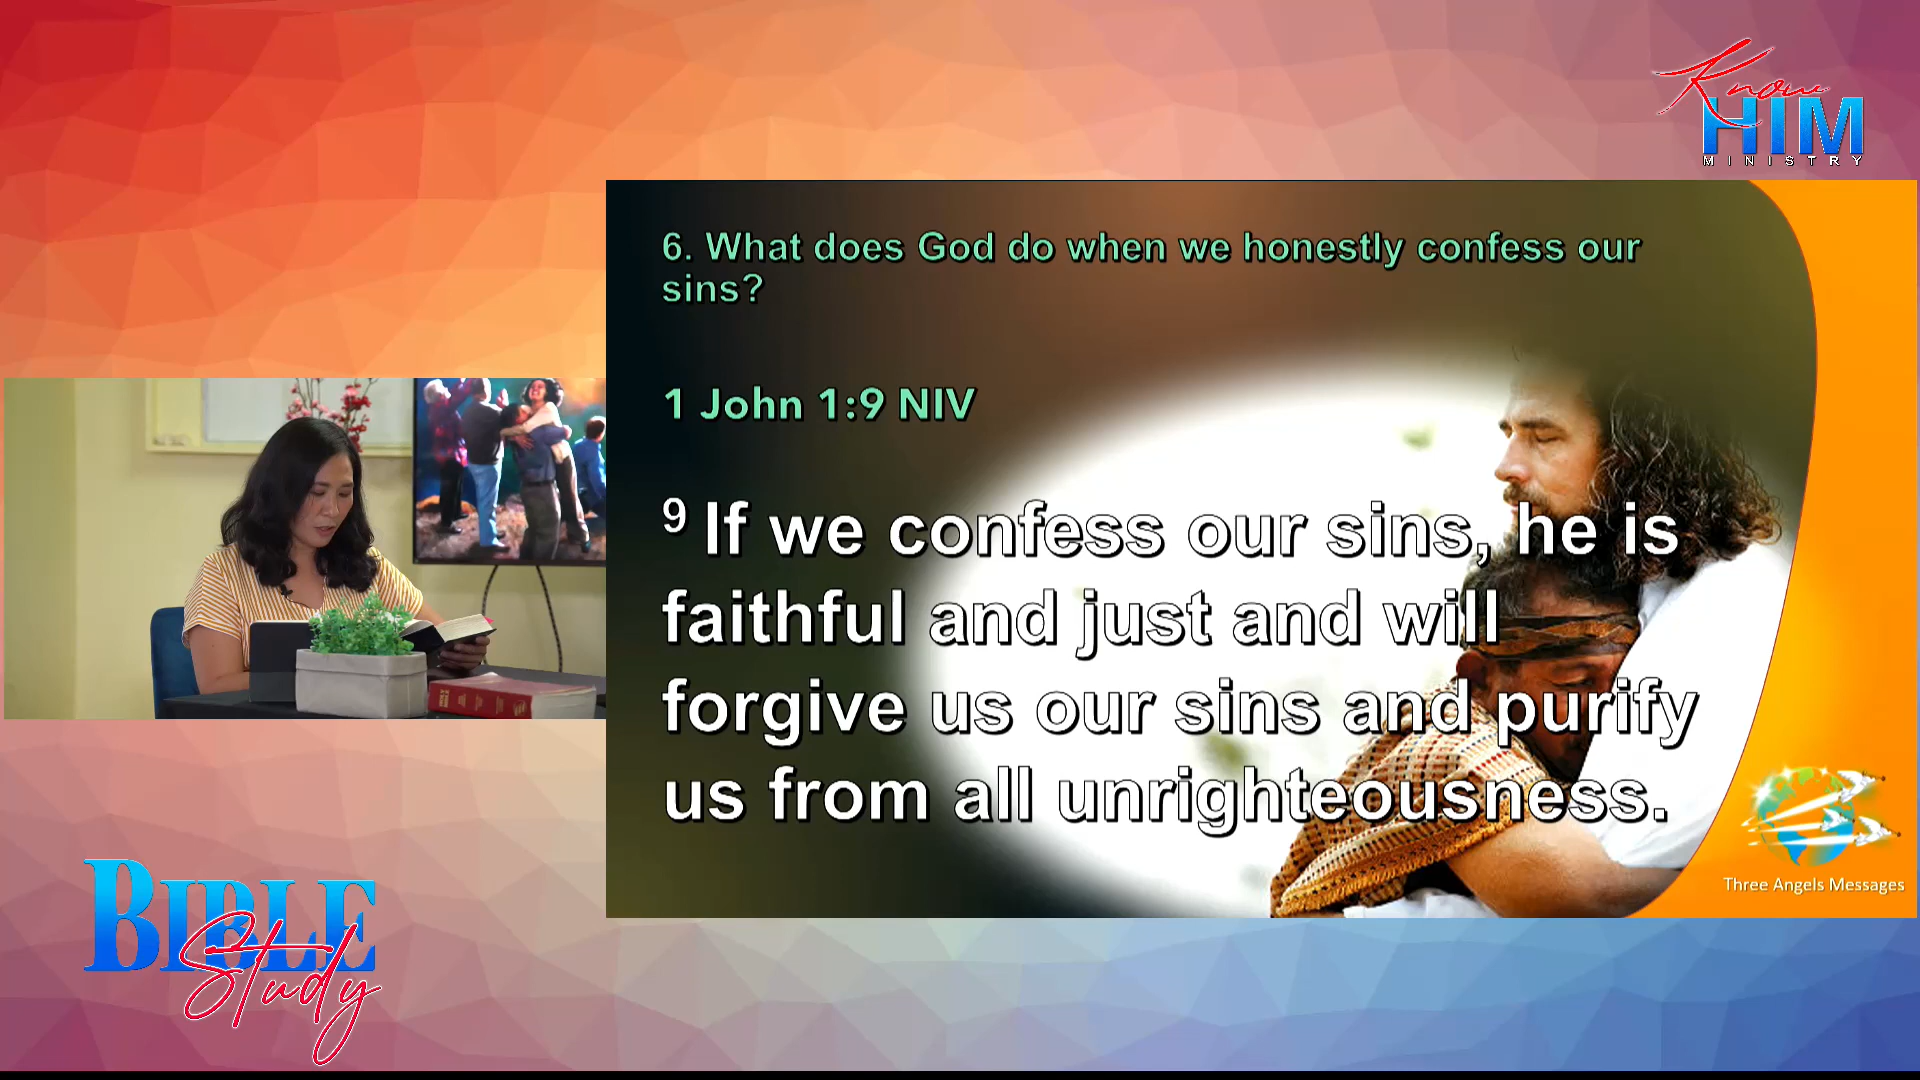 Know
HIM
MINISTRY
6. What does God do when we honestly confess our
sins?
1 John 1:9 NIV
9 If we confess our sins, he is
faithful and just and will
forgive us our sins and purify
us from all unrighteousness.
Three Angels Messages
BIBLE
Study